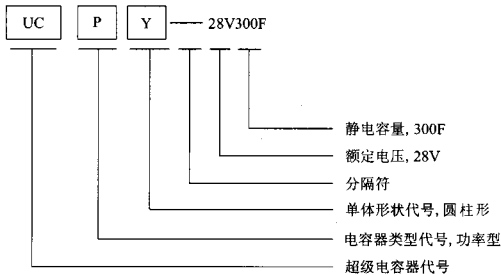 UC P Y — 28V300F
静电容量, 300F
额定电压, 28V
分隔符
单体形状代号, 圆柱形
电容器类型代号, 功率型
超级电容器代号